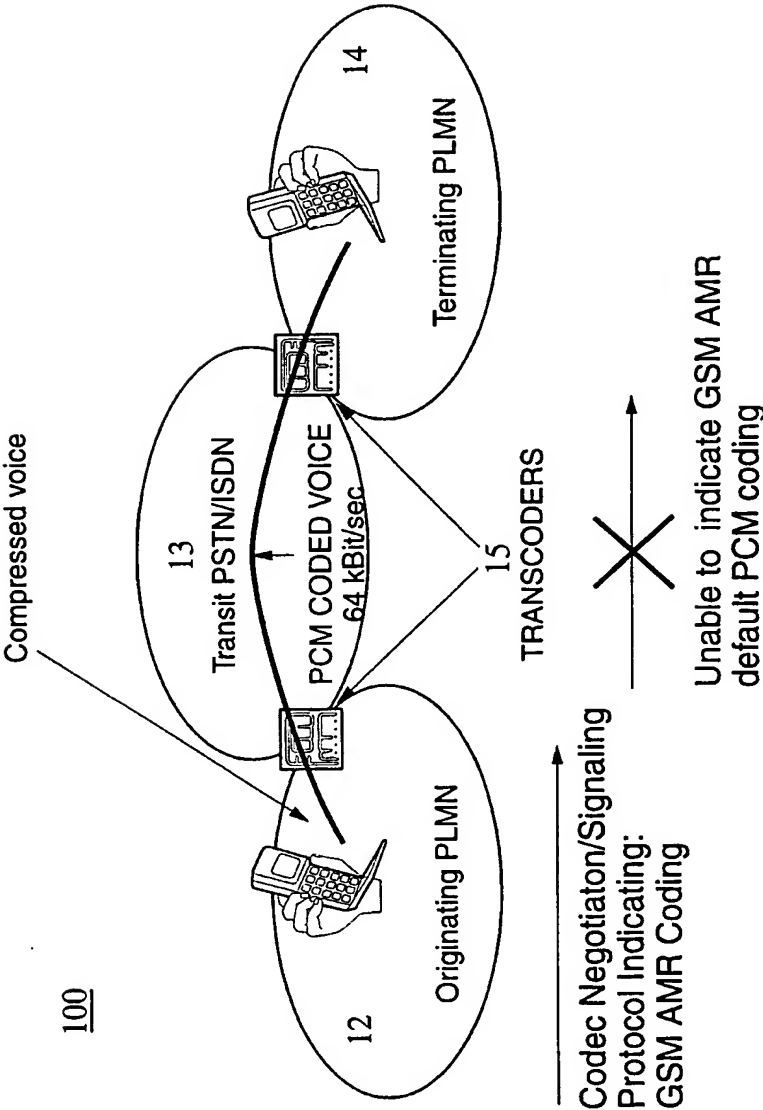 100
Compressed voice
12
Originating PLMN
13
Transit PSTN/ISDN
PCM CODED VOICE
64 kBit/sec
14
Terminating PLMN
15
TRANSCODERS
Codec Negotiaton/Signaling
Protocol Indicating:
GSM AMR Coding
Unable to indicate GSM AMR
default PCM coding